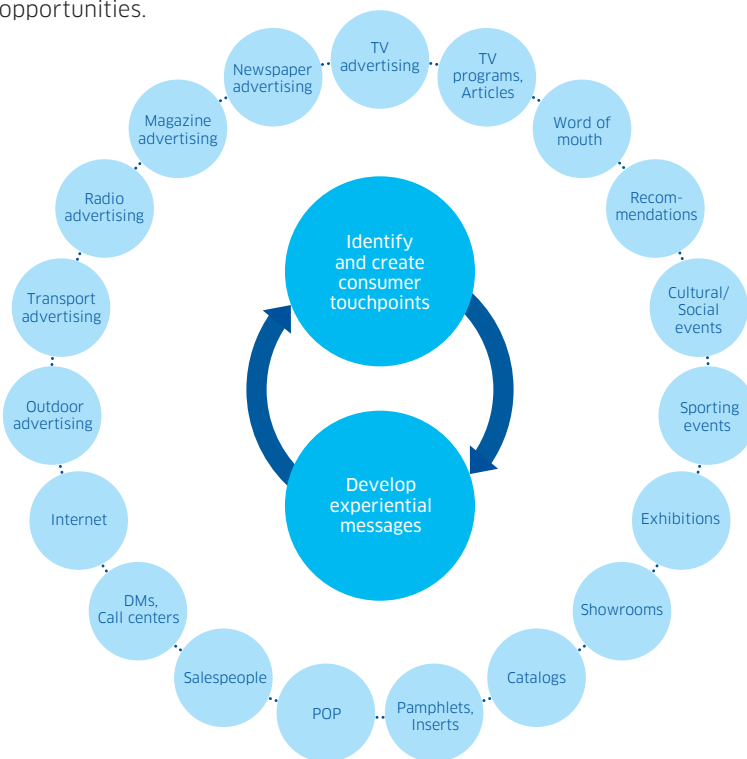 opportunities.
TV
advertising
TV
programs,
Articles
Word of
mouth
Recom-
mendations
Cultural/
Social
events
Sporting
events
Exhibitions
Showrooms
Catalogs
Pamphlets,
Inserts
POP
Salespeople
DMs,
Call centers
Internet
Outdoor
advertising
Transport
advertising
Radio
advertising
Magazine
advertising
Newspaper
advertising
Identify
and create
consumer
touchpoints
Develop
experiential
messages